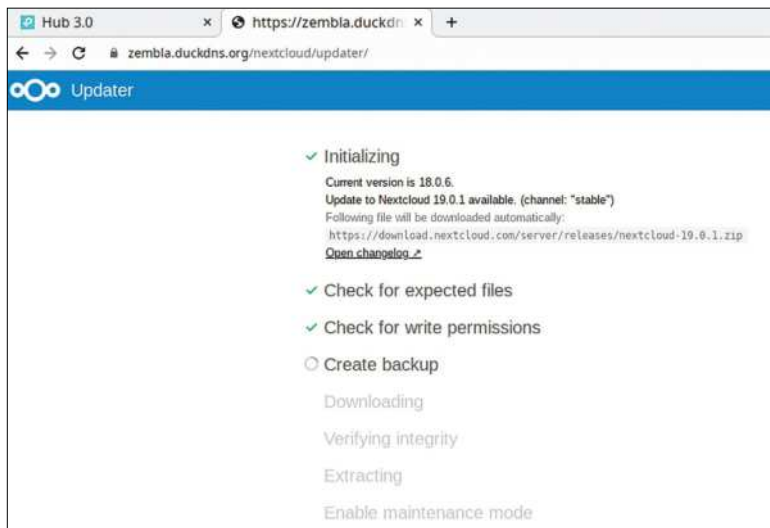 Hub 3.0
https://zembla.duckdn
zembla.duckdns.org/nextcloud/updater/
Updater
Initializing
Current version is 18.0.6.
Update to Nextcloud 19.0.1 available. (channel: "stable")
Following file will be downloaded automatically:
https://download.nextcloud.com/server/releases/nextcloud-19.0.1.zip
Open changelog ↗
Check for expected files
Check for write permissions
Create backup
Downloading
Verifying integrity
Extracting
Enable maintenance mode